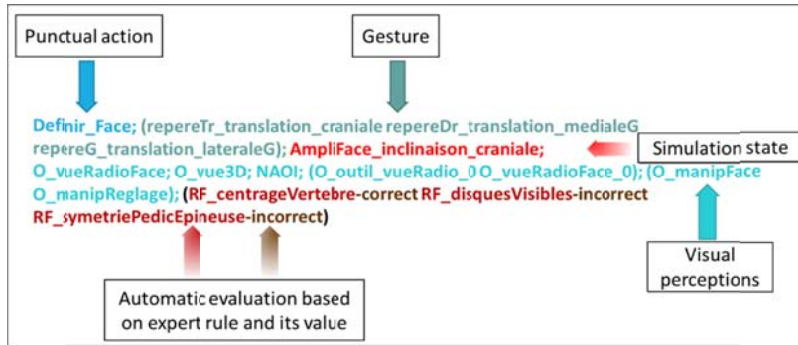 Punctual action
Gesture
Definir_Face; (repereTr_translation_craniale repereDr_translation_medialeG
repereG_translation_lateraleG); AmpliFace_inclinaison_craniale;
Simulation state
O_vueRadioFace; O_vue3D; NAOI; (O_outil_vueRadio_0 O_vueRadioFace_0); (O_manipFace
O_manipReglage); (RF_centrageVertebre-correct RF_disquesVisibles-incorrect
RF_symetriePedicEpineuse-incorrect)
Visual
perceptions
Automatic evaluation based
on expert rule and its value